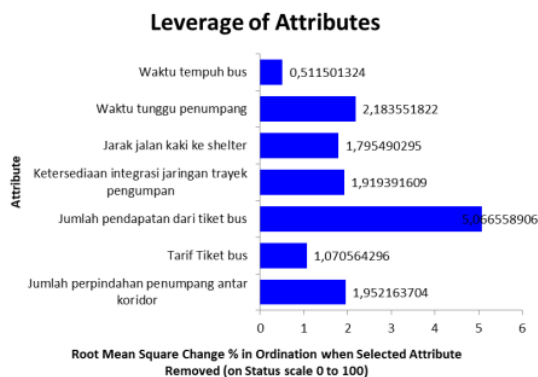 Leverage of Attributes
Attribute
Waktu tempuh bus
0,511501324
Waktu tunggu penumpang
2,183551822
Jarak jalan kaki ke shelter
1,795490295
Ketersediaan integrasi jaringan trayek
pengumpan
1,919391609
Jumlah pendapatan dari tiket bus
5,066558906
Tarif Tiket bus
1,070564296
Jumlah perpindahan penumpang antar
koridor
1,952163704
0 1 2 3 4 5 6
Root Mean Square Change % in Ordination when Selected Attribute
Removed (on Status scale 0 to 100)